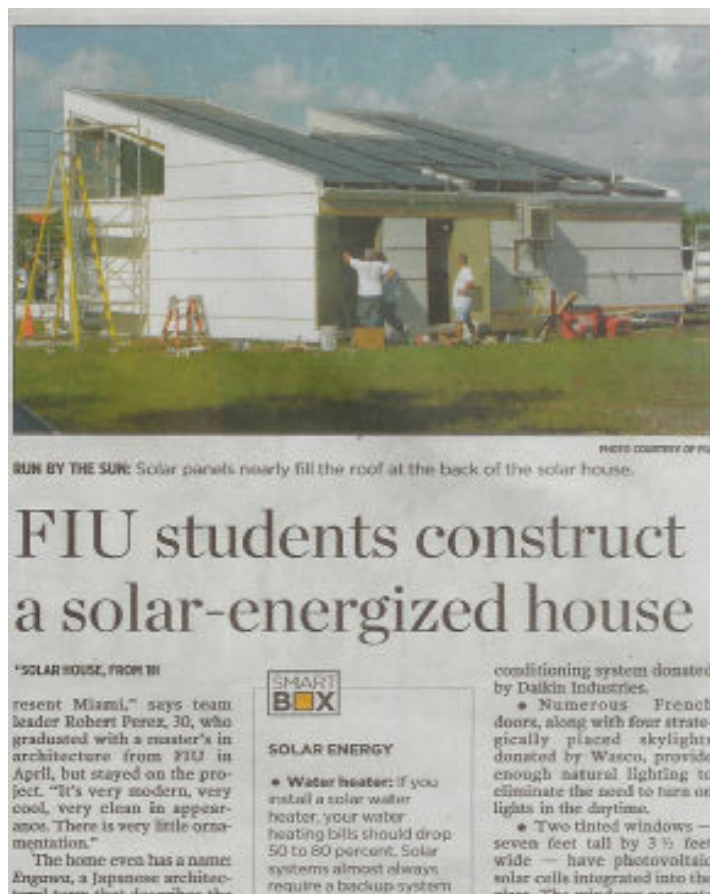 PHOTO COURTESY OF
RUN BY THE SUN: Solar panels nearly fill the roof at the back of the solar house.
FIU students construct
a solar-energized house
*SOLAR HOUSE, FROM 1H
resent Miami,” says team
leader Robert Perez, 30, who
graduated with a master’s in
architecture from FIU in
April, but stayed on the pro-
ject. “It’s very modern, very
cool, very clean in appear-
ance. There is very little orna-
mentation.”
The home even has a name:
Engawa, a Japanese architec-
tural term that describes the
SMART
BOX
SOLAR ENERGY
• Water heater: If you
install a solar water
heater, your water
heating bills should drop
50 to 80 percent. Solar
systems almost always
require a backup system
conditioning system donated
by Daikin Industries.
• Numerous French
doors, along with four strate-
gically placed skylights
donated by Wasco, provide
enough natural lighting to
eliminate the need to turn on
lights in the daytime.
• Two tinted windows —
seven feet tall by 3 ½ feet
wide — have photovoltaic
solar cells integrated into the